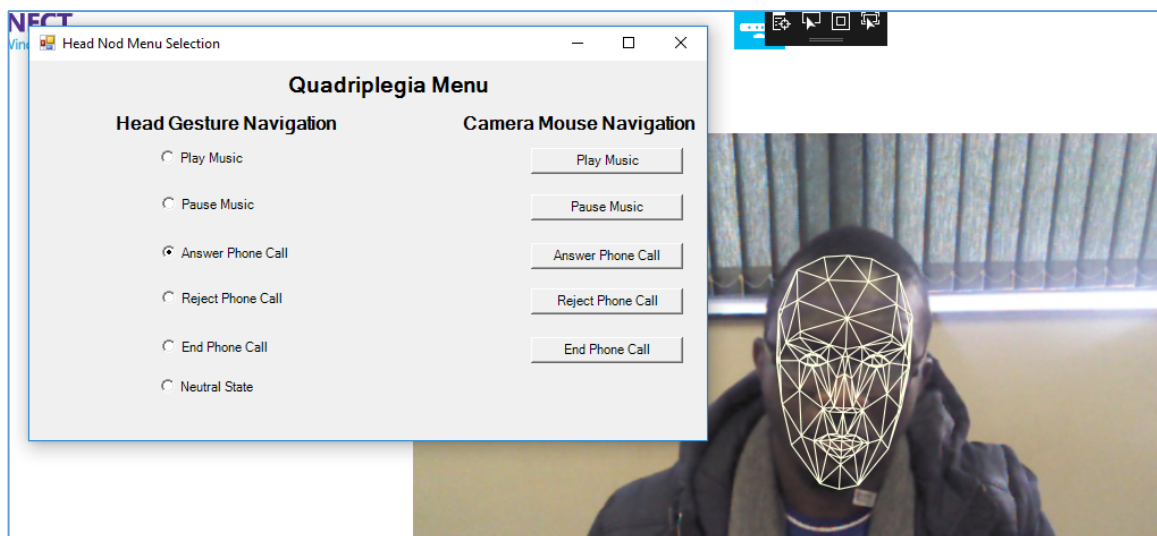 NECT
Head Nod Menu Selection
Quadriplegia Menu
Head Gesture Navigation
Camera Mouse Navigation
Play Music
Play Music
Pause Music
Pause Music
Answer Phone Call
Answer Phone Call
Reject Phone Call
Reject Phone Call
End Phone Call
End Phone Call
Neutral State